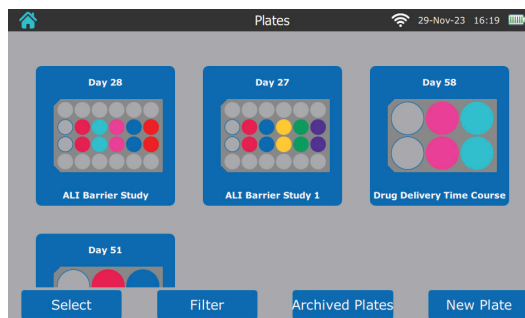 Plates
29-Nov-23 16:19
Day 28
Day 27
Day 58
ALI Barrier Study
ALI Barrier Study 1
Drug Delivery Time Course
Day 51
Select
Filter
Archived Plates
New Plate